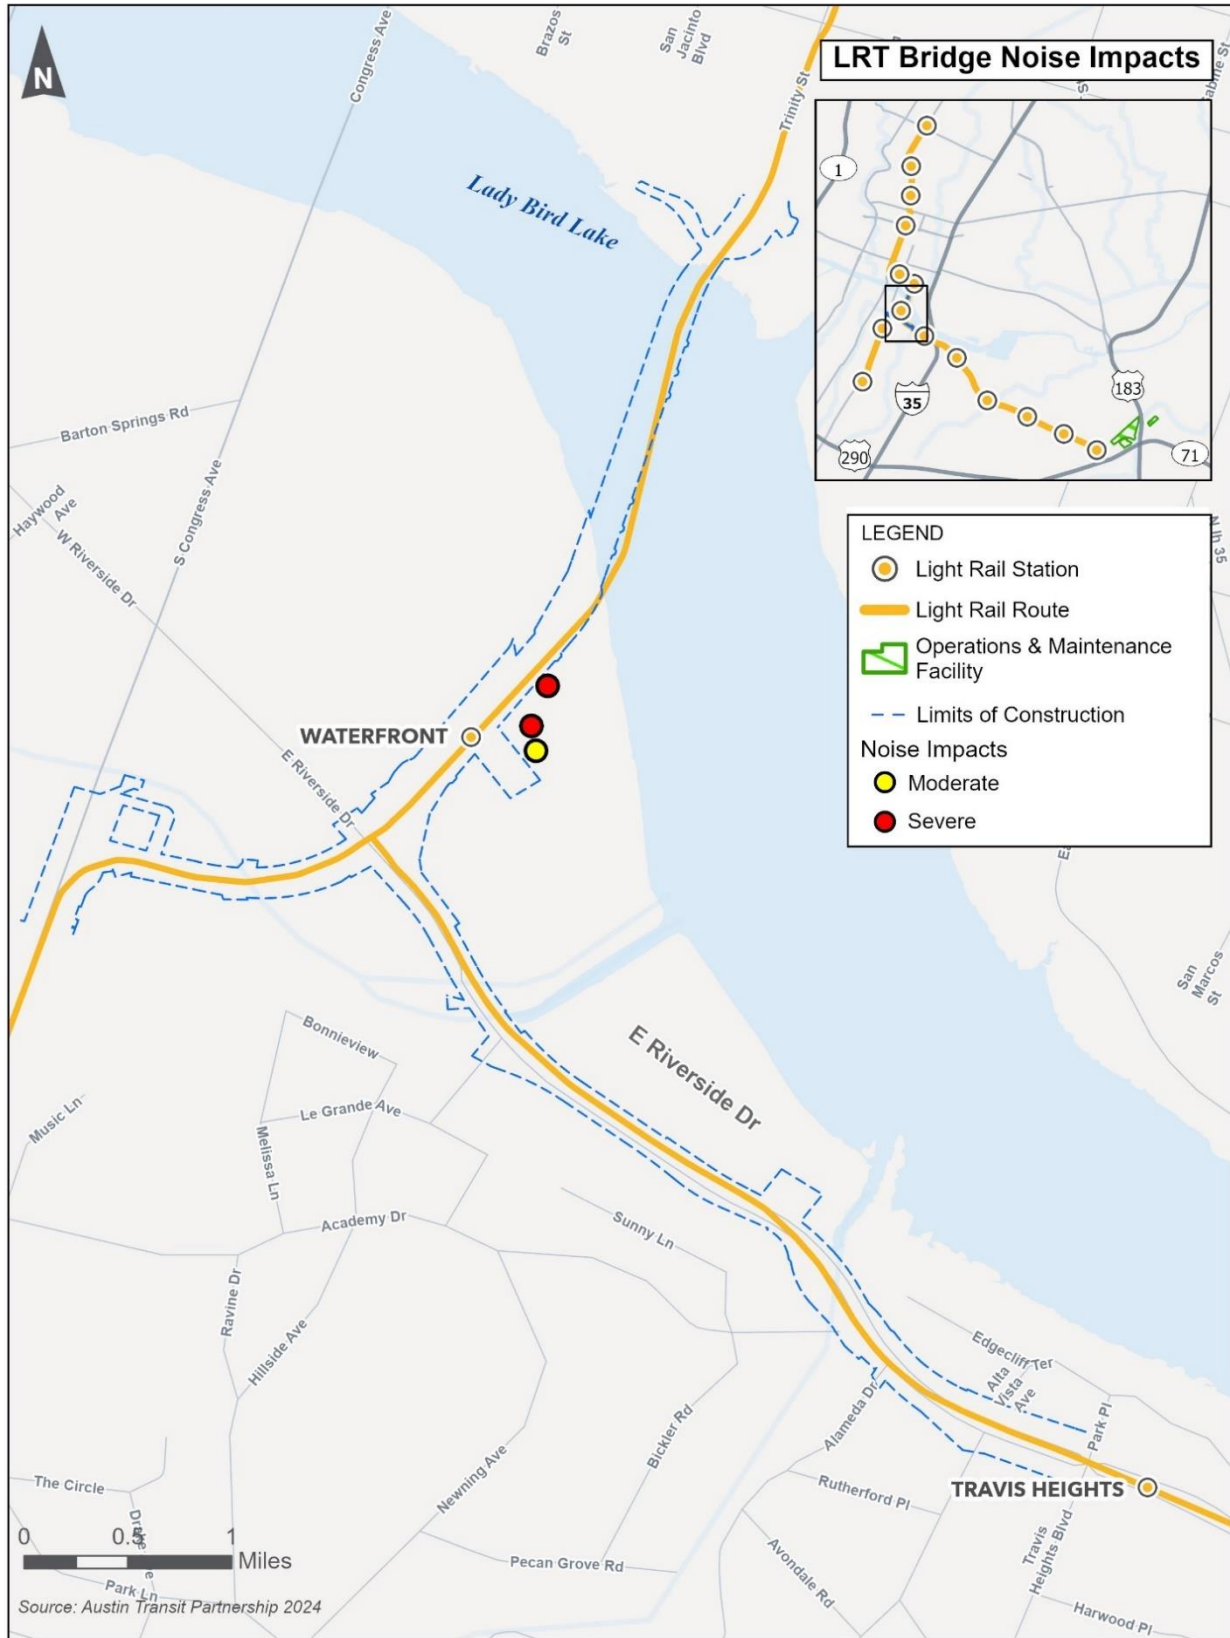 N
Congress Ave
Brazos
St
San
Jacinto
Blvd
Trinity St
LRT Bridge Noise Impacts
1
35
183
290
71
Lady Bird Lake
LEGEND
Light Rail Station
Light Rail Route
Operations & Maintenance
Facility
Limits of Construction
Noise Impacts
Moderate
Severe
N Ih 35
Barton Springs Rd
Haywood
Ave
W Riverside Dr
S Congress Ave
WATERFRONT
E Riverside Dr
San
Marcos
St
E Riverside Dr
Bonnieview
Le Grande Ave
Music Ln
Melissa Ln
Academy Dr
Sunny Ln
Ravine Dr
Hillside Ave
Edgecliff Ter
Alta
Vista
Ave
Park Pl
Alameda Dr
Bickler Rd
Newning Ave
The Circle
Rutherford Pl
TRAVIS HEIGHTS
Travis
Heights Blvd
Avondale Rd
Pecan Grove Rd
Harwood Pl
Park Ln
0 0.5 1
Miles
Source: Austin Transit Partnership 2024